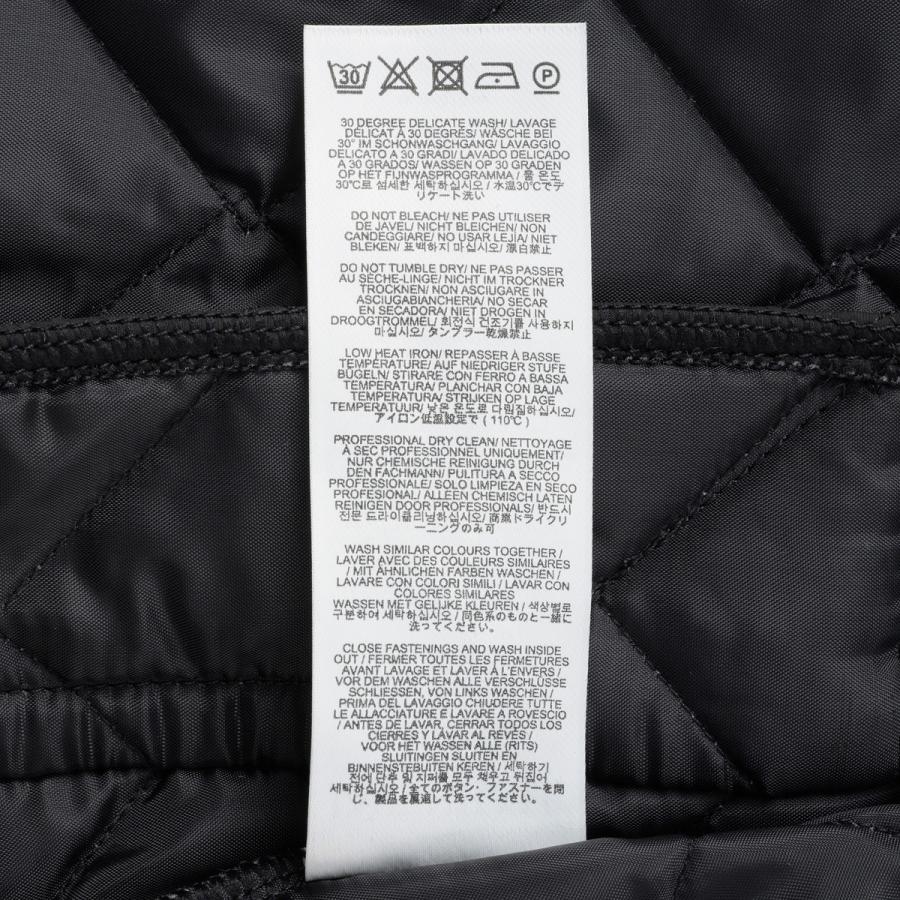 30 P
30 DEGREE DELICATE WASH/ LAVAGE
DÉLICAT À 30 DEGRÉS/ WÄSCHE BEI
30° IM SCHONWASCHGANG/ LAVAGGIO
DELICATO A 30 GRADI/ LAVADO DELICADO
A 30 GRADOS/ WASSEN OP 30 GRADEN
OP HET FIJNWASPROGRAMMA / 물 온도
30℃로 섬세한 세탁하십시오 / 水温30℃でデ
リケート洗い
DO NOT BLEACH/ NE PAS UTILISER
DE JAVEL/ NICHT BLEICHEN/ NON
CANDEGGIARE/ NO USAR LEJIA/ NIET
BLEKEN/ 표백하지 마십시오/ 漂白禁止
DO NOT TUMBLE DRY/ NE PAS PASSER
AU SÈCHE-LINGE/ NICHT IM TROCKNER
TROCKNEN/ NON ASCIUGARE IN
ASCIUGABIANCHERIA/ NO SECAR
EN SECADORA/ NIET DROGEN IN
DROOGTROMMEL/ 회전식 건조기를 사용하지
마십시오/ タンブラー乾燥禁止
LOW HEAT IRON/ REPASSER À BASSE
TEMPÉRATURE/ AUF NIEDRIGER STUFE
BÜGELN/ STIRARE CON FERRO A BASSA
TEMPERATURA/ PLANCHAR CON BAJA
TEMPERATURA/ STRIJKEN OP LAGE
TEMPERATUUR/ 낮은 온도로 다림질하십시오/
アイロン低温設定で ( 110℃)
PROFESSIONAL DRY CLEAN/ NETTOYAGE
À SEC PROFESSIONNEL UNIQUEMENT/
NUR CHEMISCHE REINIGUNG DURCH
DEN FACHMANN/ PULITURA A SECCO
PROFESSIONALE/ SOLO LIMPIEZA EN SECO
PROFESIONAL/ ALLEEN CHEMISCH LATEN
REINIGEN DOOR PROFESSIONALS/ 반드시
전문 드라이클리닝하십시오/ 商業ドライクリ
ーニングのみ可
WASH SIMILAR COLOURS TOGETHER /
LAVER AVEC DES COULEURS SIMILAIRES
/ MIT ÄHNLICHEN FARBEN WASCHEN /
LAVARE CON COLORI SIMILI / LAVAR CON
COLORES SIMILARES
WASSEN MET GELIJKE KLEUREN / 색상별로
구분하여 세탁하십시오 / 同色系のものと一緒に
洗ってください。
CLOSE FASTENINGS AND WASH INSIDE
OUT / FERMER TOUTES LES FERMETURES
AVANT LAVAGE ET LAVER À L'ENVERS /
VOR DEM WASCHEN ALLE VERSCHLÜSSE
SCHLIESSEN, VON LINKS WASCHEN /
PRIMA DEL LAVAGGIO CHIUDERE TUTTE
LE ALLACCIATURE E LAVARE A ROVESCIO
/ ANTES DE LAVAR, CERRAR TODOS LOS
CIERRES Y LAVAR AL REVÉS /
VÓÓR HET WASSEN ALLE (RITS)
SLUITINGEN SLUITEN EN
BINNENSTEBUITEN KEREN / 세탁하기
전에 단추 및 지퍼를 모두 채우고 뒤집어
세탁하십시오 / 全てのボタン・ファスナーを閉
じ、製品を裏返して洗ってください。